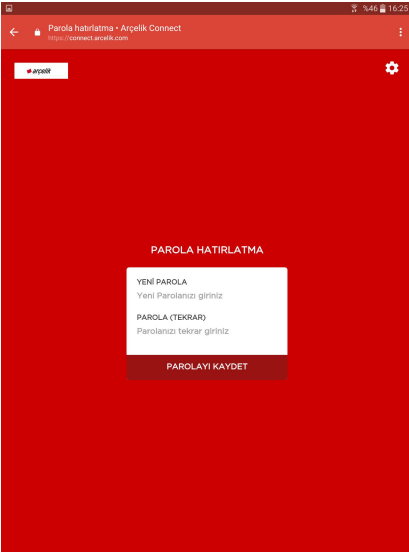 %46 16:25
Parola hatırlatma • Arçelik Connect
https://connect.arcelik.com
arçelik
PAROLA HATIRLATMA
YENİ PAROLA
Yeni Parolanızı giriniz
PAROLA (TEKRAR)
Parolanızı tekrar giriniz
PAROLAYI KAYDET